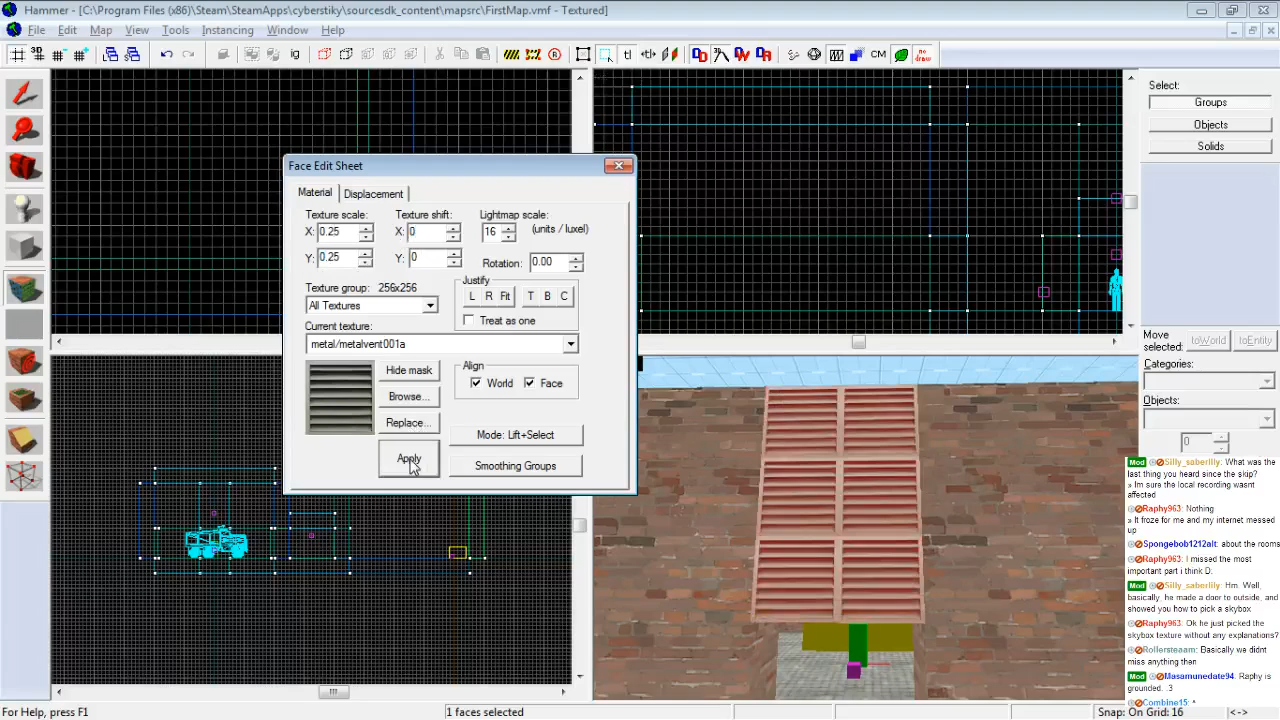 Hammer - [C:\Program Files (x86)\Steam\SteamApps\cyberstiky\sourcesdk_content\mapsrc\FirstMap.vmf - Textured]
File Edit Map View Tools Instancing Window Help
3D ig tl CM no draw
Select:
Groups
Objects
Solids
Face Edit Sheet
Material Displacement
Texture scale: Texture shift: Lightmap scale:
X: 0.25 X: 0 16 (units / luxel)
Y: 0.25 Y: 0 Rotation: 0.00
Texture group: 256x256 Justify
All Textures L R Fit T B C
Treat as one
Current texture:
metal/metalvent001a
Hide mask Align
World Face
Browse...
Replace...
Mode: Lift+Select
Apply Smoothing Groups
Move
selected: toWorld toEntity
Categories:
Objects:
0
Mod Silly_saberlily: What was the
last thing you heard since the skip?
» Im sure the local recording wasnt
affected
Raphy963: Nothing
» It froze for me and my internet messed
up
Spongebob1212alt: about the rooms
Raphy963: I missed the most
important part i think D:
Mod Silly_saberlily: Hm. Well,
basically, he made a door to outside, and
showed you how to pick a skybox
Raphy963: Ok he just picked the
skybox texture without any explanations?
Rollersteaam: Basically we didnt
miss anything then
Mod Masamunedate94: Raphy is
grounded. .3
Combine15: ^
For Help, press F1 1 faces selected Snap: On Grid: 16 <->